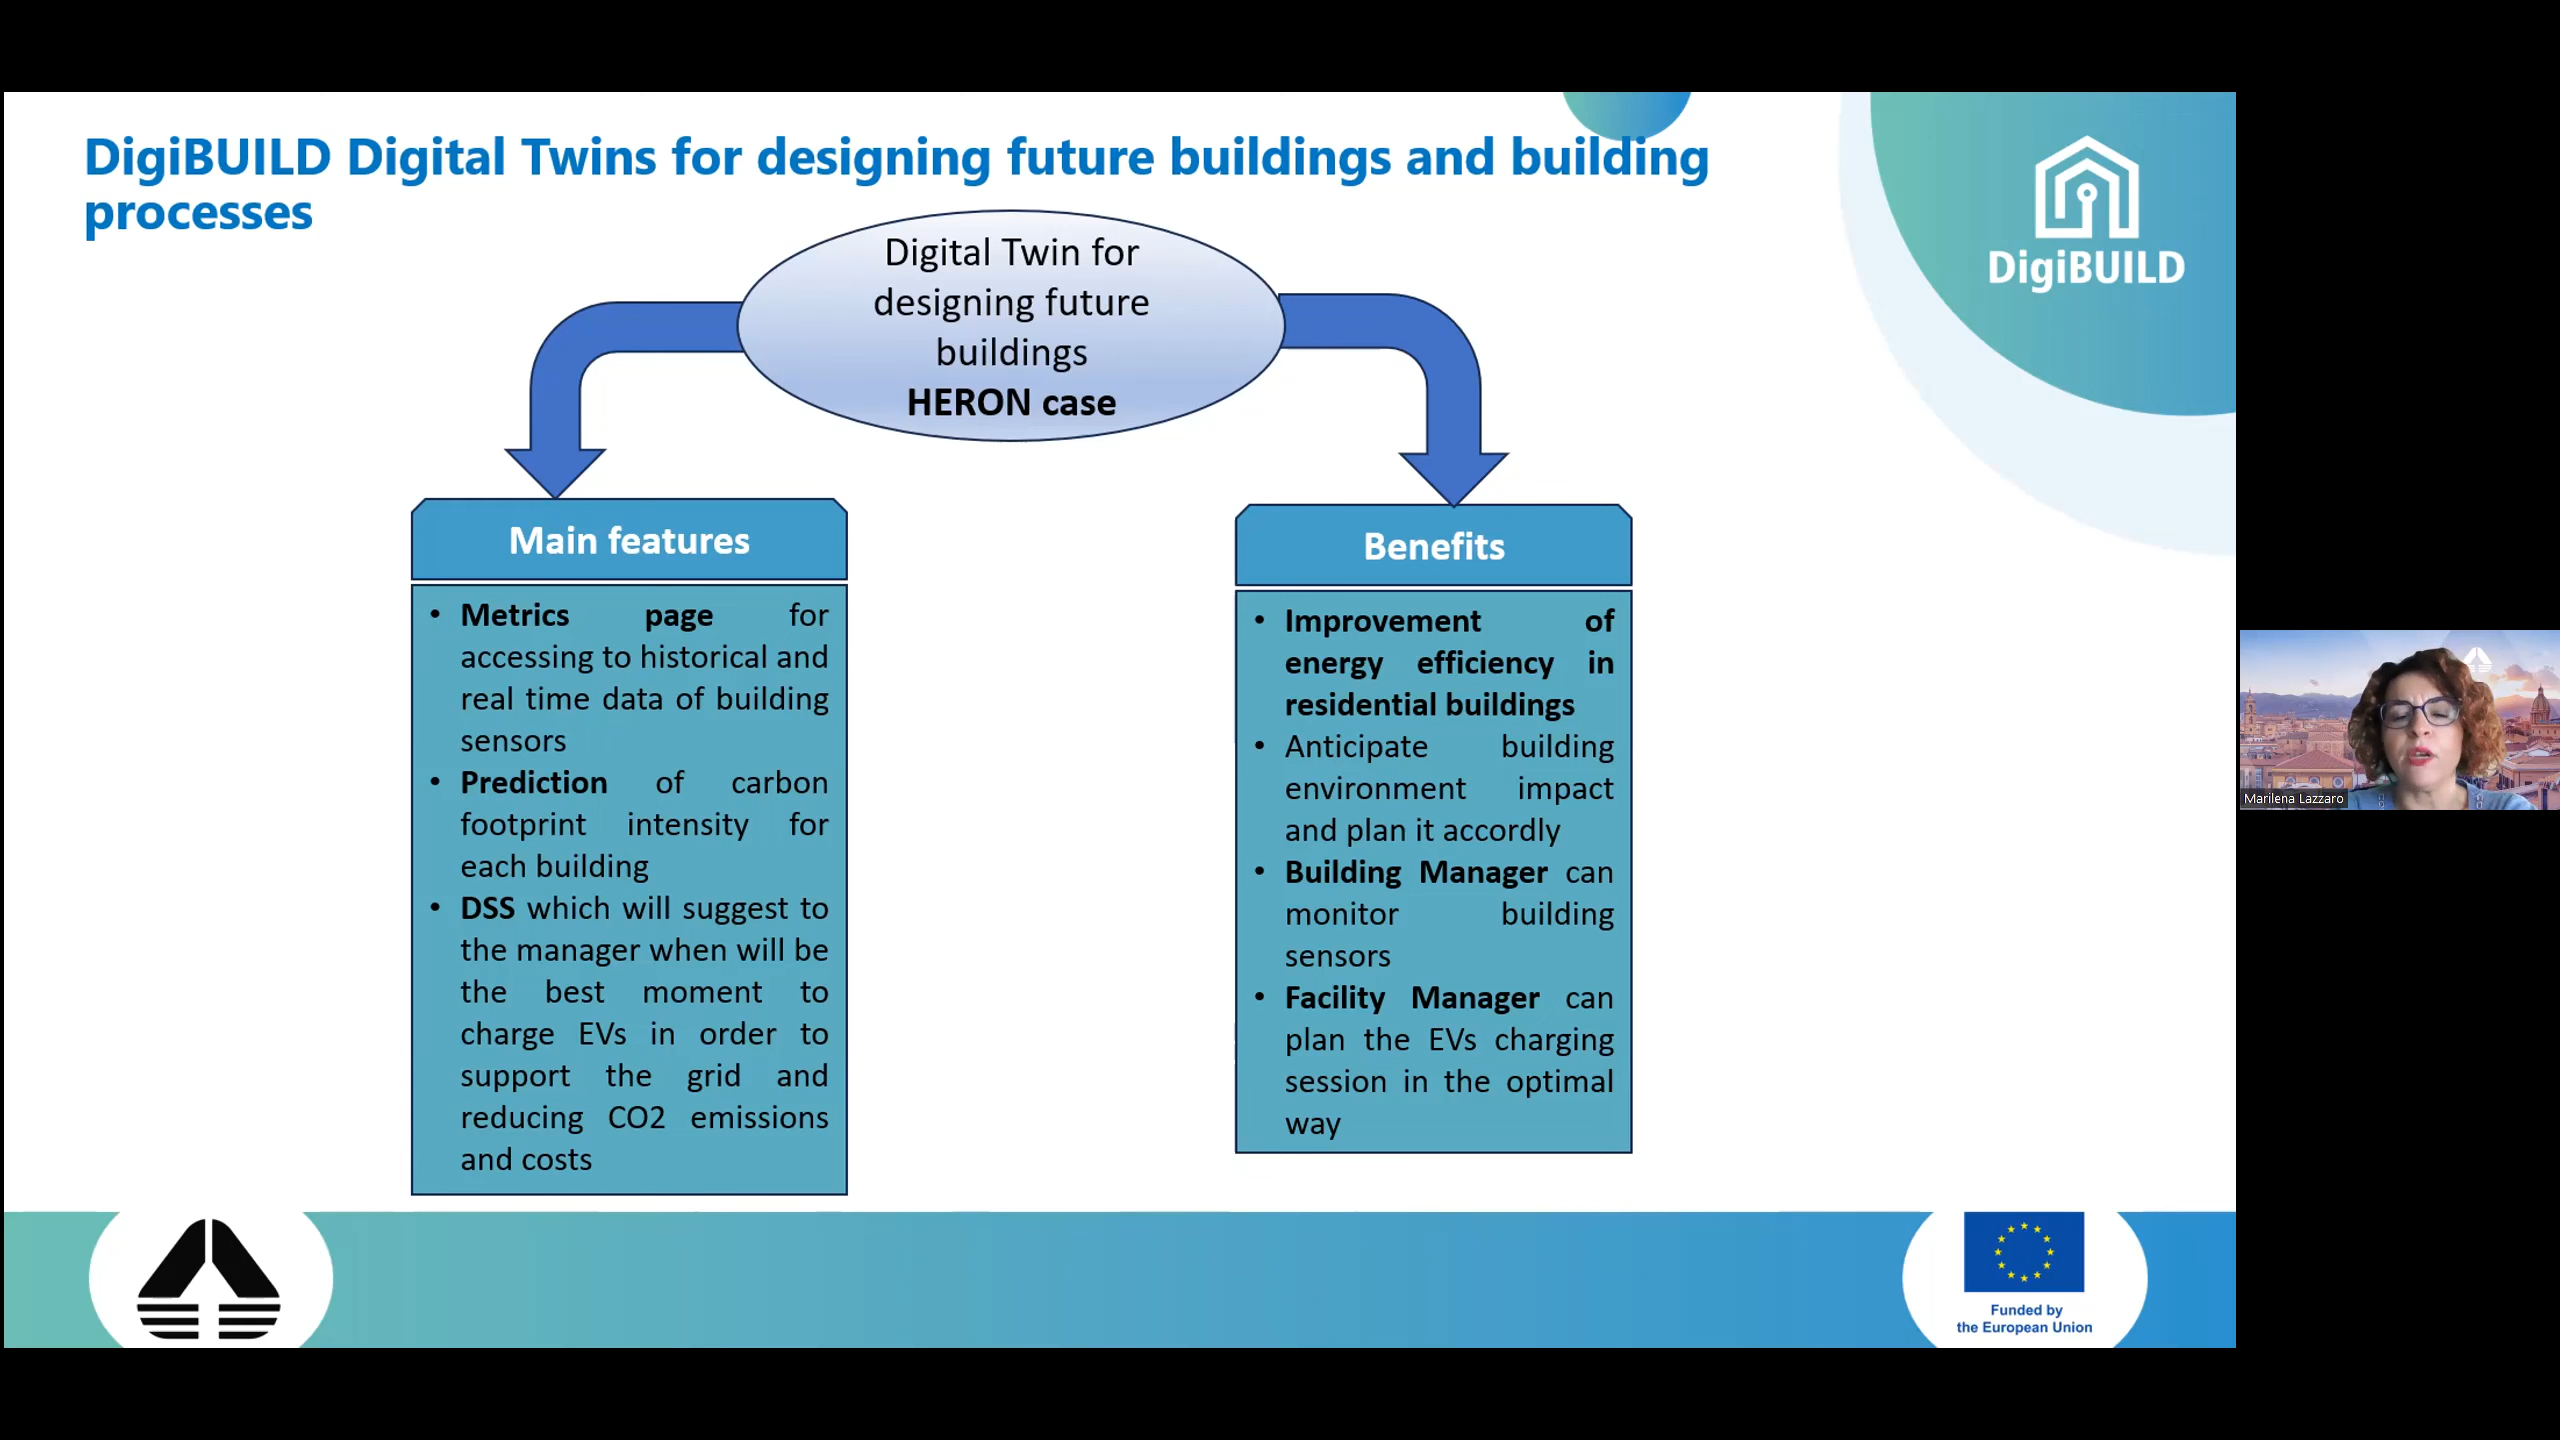 DigiBUILD Digital Twins for designing future buildings and building
processes
DigiBUILD
Digital Twin for
designing future
buildings
HERON case
Main features
• Metrics page for
accessing to historical and
real time data of building
sensors
• Prediction of carbon
footprint intensity for
each building
• DSS which will suggest to
the manager when will be
the best moment to
charge EVs in order to
support the grid and
reducing CO2 emissions
and costs
Benefits
• Improvement of
energy efficiency in
residential buildings
• Anticipate building
environment impact
and plan it accordly
• Building Manager can
monitor building
sensors
• Facility Manager can
plan the EVs charging
session in the optimal
way
Marilena Lazzaro
Funded by
the European Union